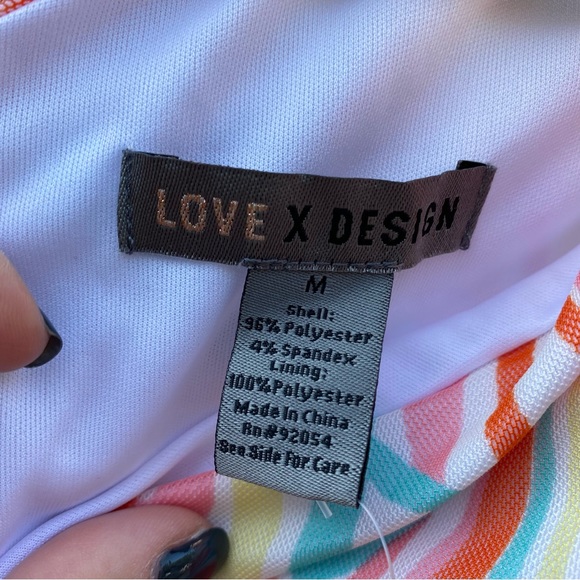 LOVE X DESIGN
M
Shell:
96% Polyester
4% Spandex
Lining:
100%Polyester
Made In China
Rn#92054
See Side For Care